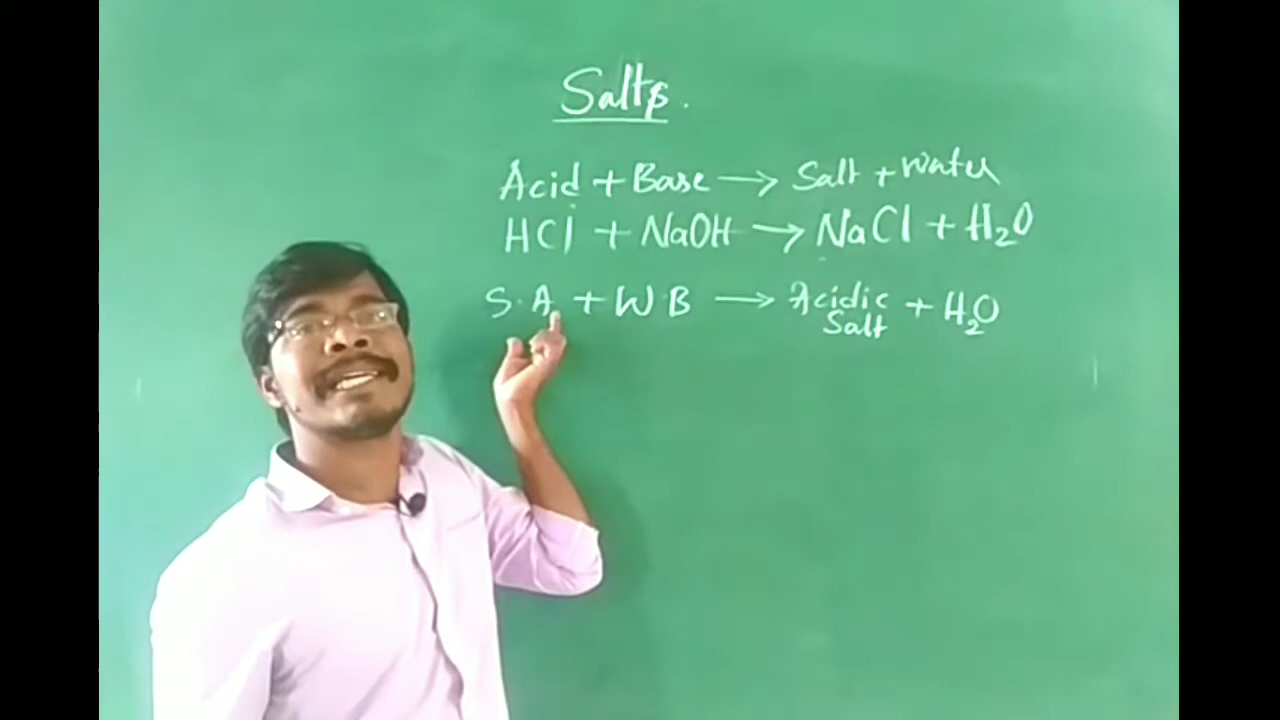 Salts.
Acid + Base → Salt + Water
HCl + NaOH → NaCl + H₂O
S.A + W.B → Acidic Salt + H₂O